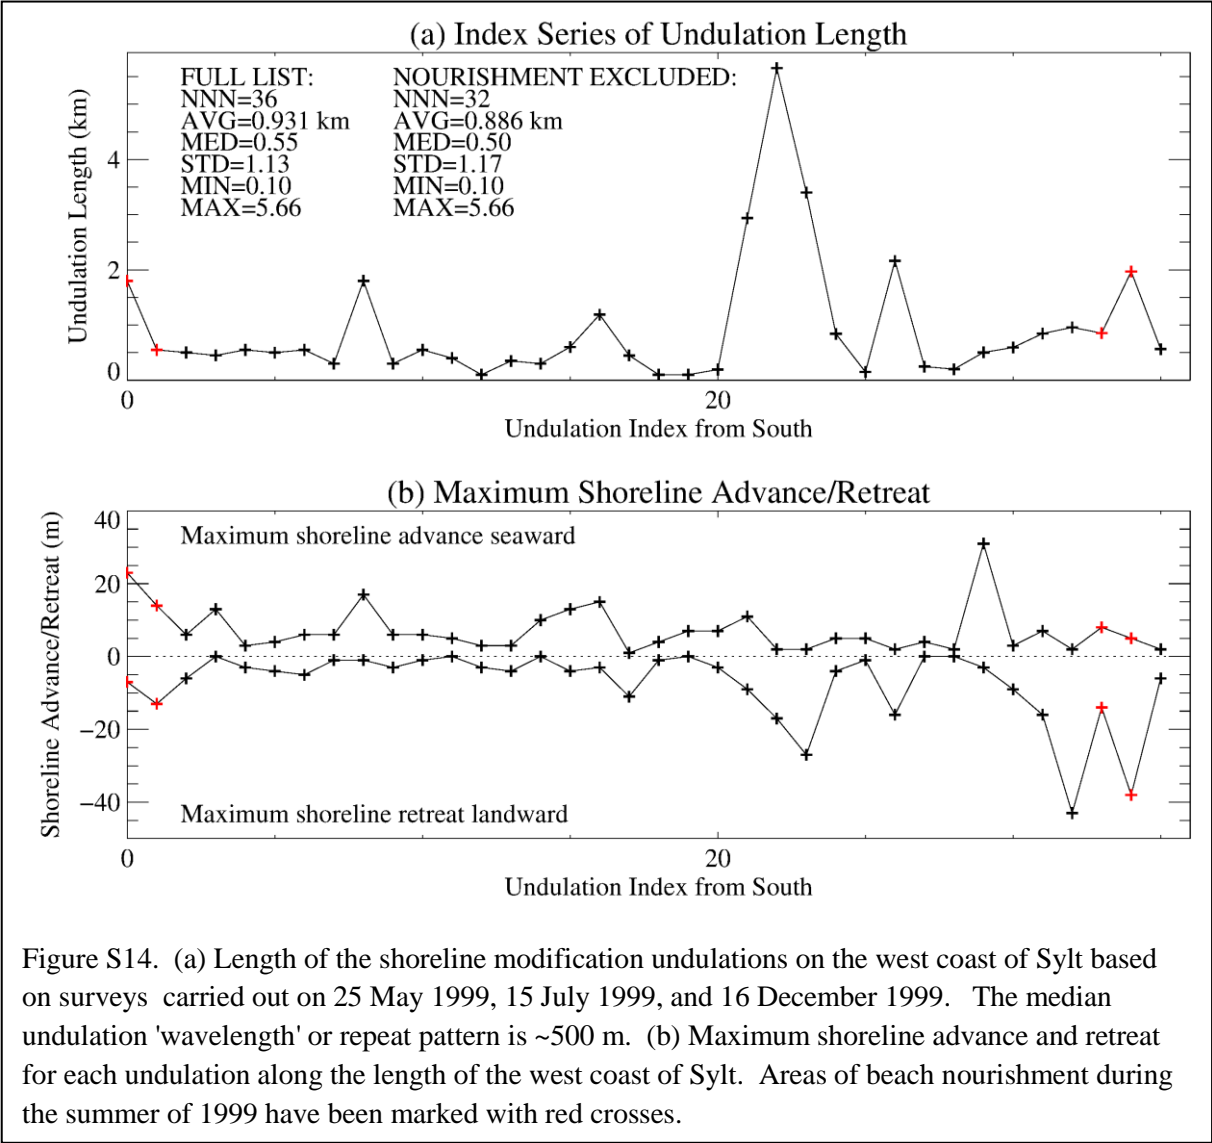 (a) Index Series of Undulation Length
FULL LIST:
NNN=36
AVG=0.931 km
MED=0.55
STD=1.13
MIN=0.10
MAX=5.66
NOURISHMENT EXCLUDED:
NNN=32
AVG=0.886 km
MED=0.50
STD=1.17
MIN=0.10
MAX=5.66
Undulation Length (km)
4
2
0
0
20
Undulation Index from South
(b) Maximum Shoreline Advance/Retreat
Shoreline Advance/Retreat (m)
40
20
0
−20
−40
Maximum shoreline advance seaward
Maximum shoreline retreat landward
0
20
Undulation Index from South
Figure S14. (a) Length of the shoreline modification undulations on the west coast of Sylt based
on surveys carried out on 25 May 1999, 15 July 1999, and 16 December 1999. The median
undulation 'wavelength' or repeat pattern is ~500 m. (b) Maximum shoreline advance and retreat
for each undulation along the length of the west coast of Sylt. Areas of beach nourishment during
the summer of 1999 have been marked with red crosses.